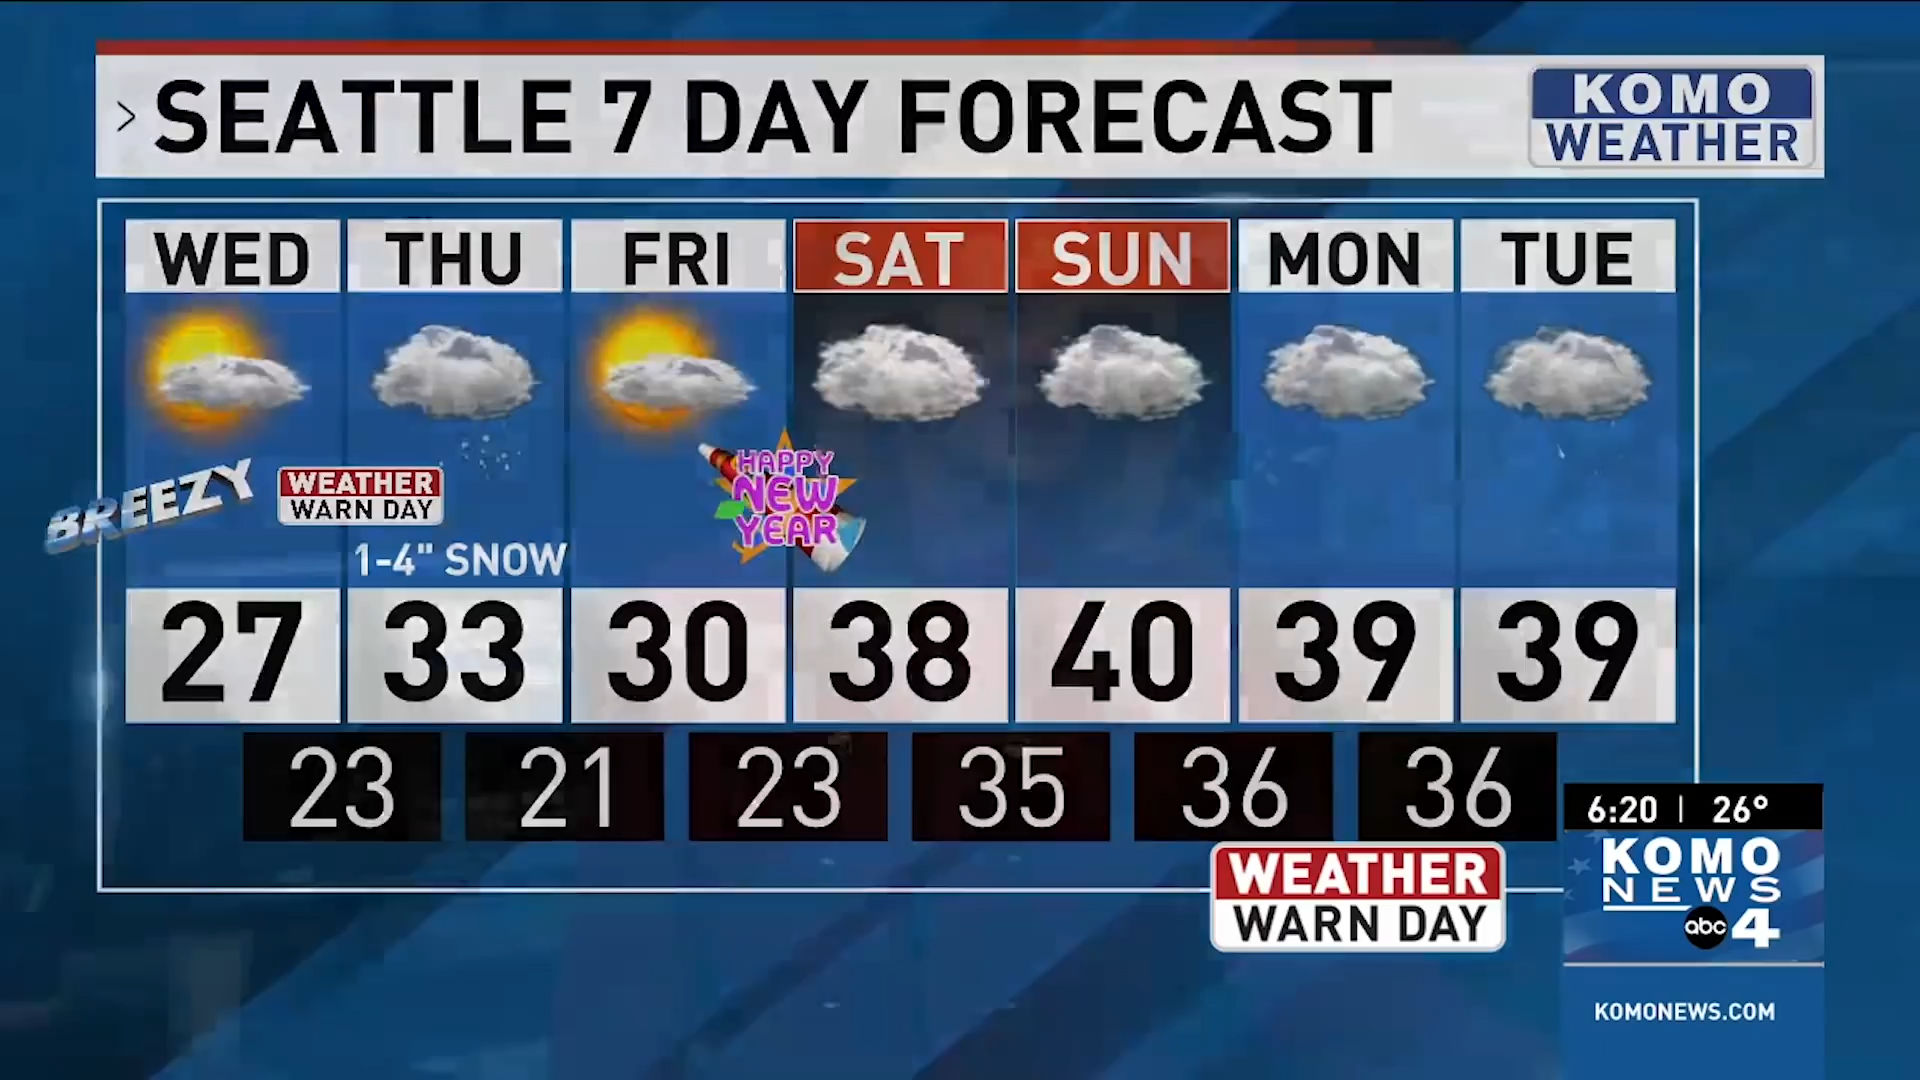 > SEATTLE 7 DAY FORECAST
KOMO
WEATHER
WED THU FRI SAT SUN MON TUE
BREEZY
WEATHER
WARN DAY
1-4" SNOW
HAPPY
NEW
YEAR
27 33 30 38 40 39 39
23 21 23 35 36 36
WEATHER
WARN DAY
6:20 | 26°
KOMO
NEWS
abc 4
KOMONEWS.COM